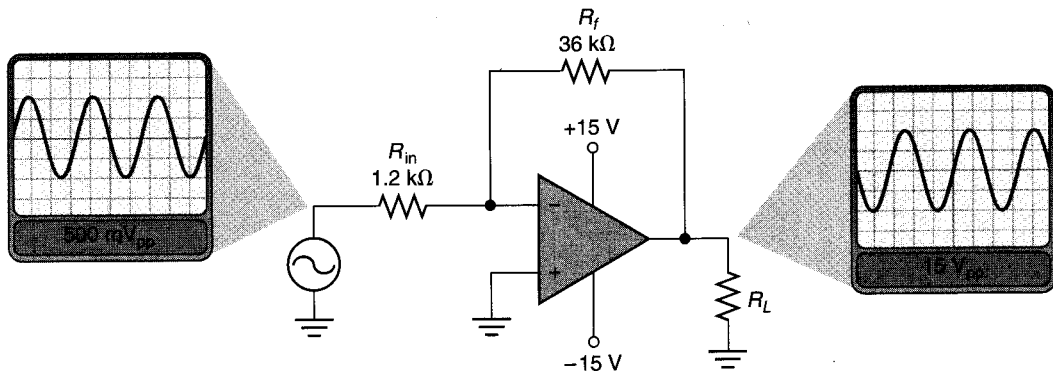 R_f
36 kΩ
+15 V
R_in
1.2 kΩ
500 mV_pp
−
+
15 V_pp
R_L
−15 V